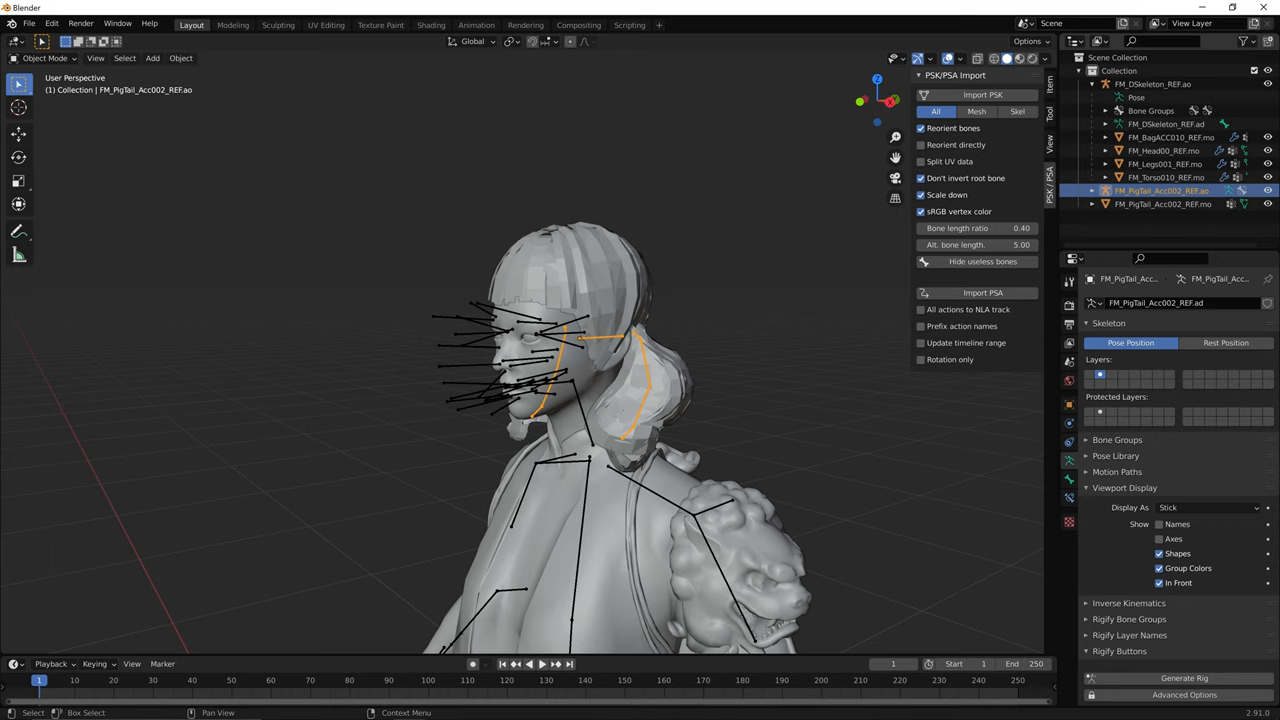 Blender
File Edit Render Window Help
Layout Modeling Sculpting UV Editing Texture Paint Shading Animation Rendering Compositing Scripting +
Scene View Layer
Global Options
Object Mode View Select Add Object
User Perspective
(1) Collection | FM_PigTail_Acc002_REF.ao
Z
X
PSK/PSA Import
Import PSK
All Mesh Skel
Reorient bones
Reorient directly
Split UV data
Don't invert root bone
Scale down
sRGB vertex color
Bone length ratio 0.40
Alt. bone length. 5.00
Hide useless bones
Import PSA
All actions to NLA track
Prefix action names
Update timeline range
Rotation only
Item
Tool
View
PSK / PSA
Scene Collection
Collection
FM_DSkeleton_REF.ao
Pose
Bone Groups
FM_DSkeleton_REF.ad
FM_BagACC010_REF.mo
FM_Head00_REF.mo
FM_Legs001_REF.mo
FM_Torso010_REF.mo
FM_PigTail_Acc002_REF.ao
FM_PigTail_Acc002_REF.mo
FM_PigTail_Acc... FM_PigTail_Acc...
FM_PigTail_Acc002_REF.ad
Skeleton
Pose Position Rest Position
Layers:
Protected Layers:
Bone Groups
Pose Library
Motion Paths
Viewport Display
Display As Stick
Show Names
Axes
Shapes
Group Colors
In Front
Inverse Kinematics
Rigify Bone Groups
Rigify Layer Names
Rigify Buttons
Generate Rig
Advanced Options
Playback Keying View Marker 1 Start 1 End 250
1 10 20 30 40 50 60 70 80 90 100 110 120 130 140 150 160 170 180 190 200 210 220 230 240 250
Select Box Select Pan View Context Menu 2.91.0